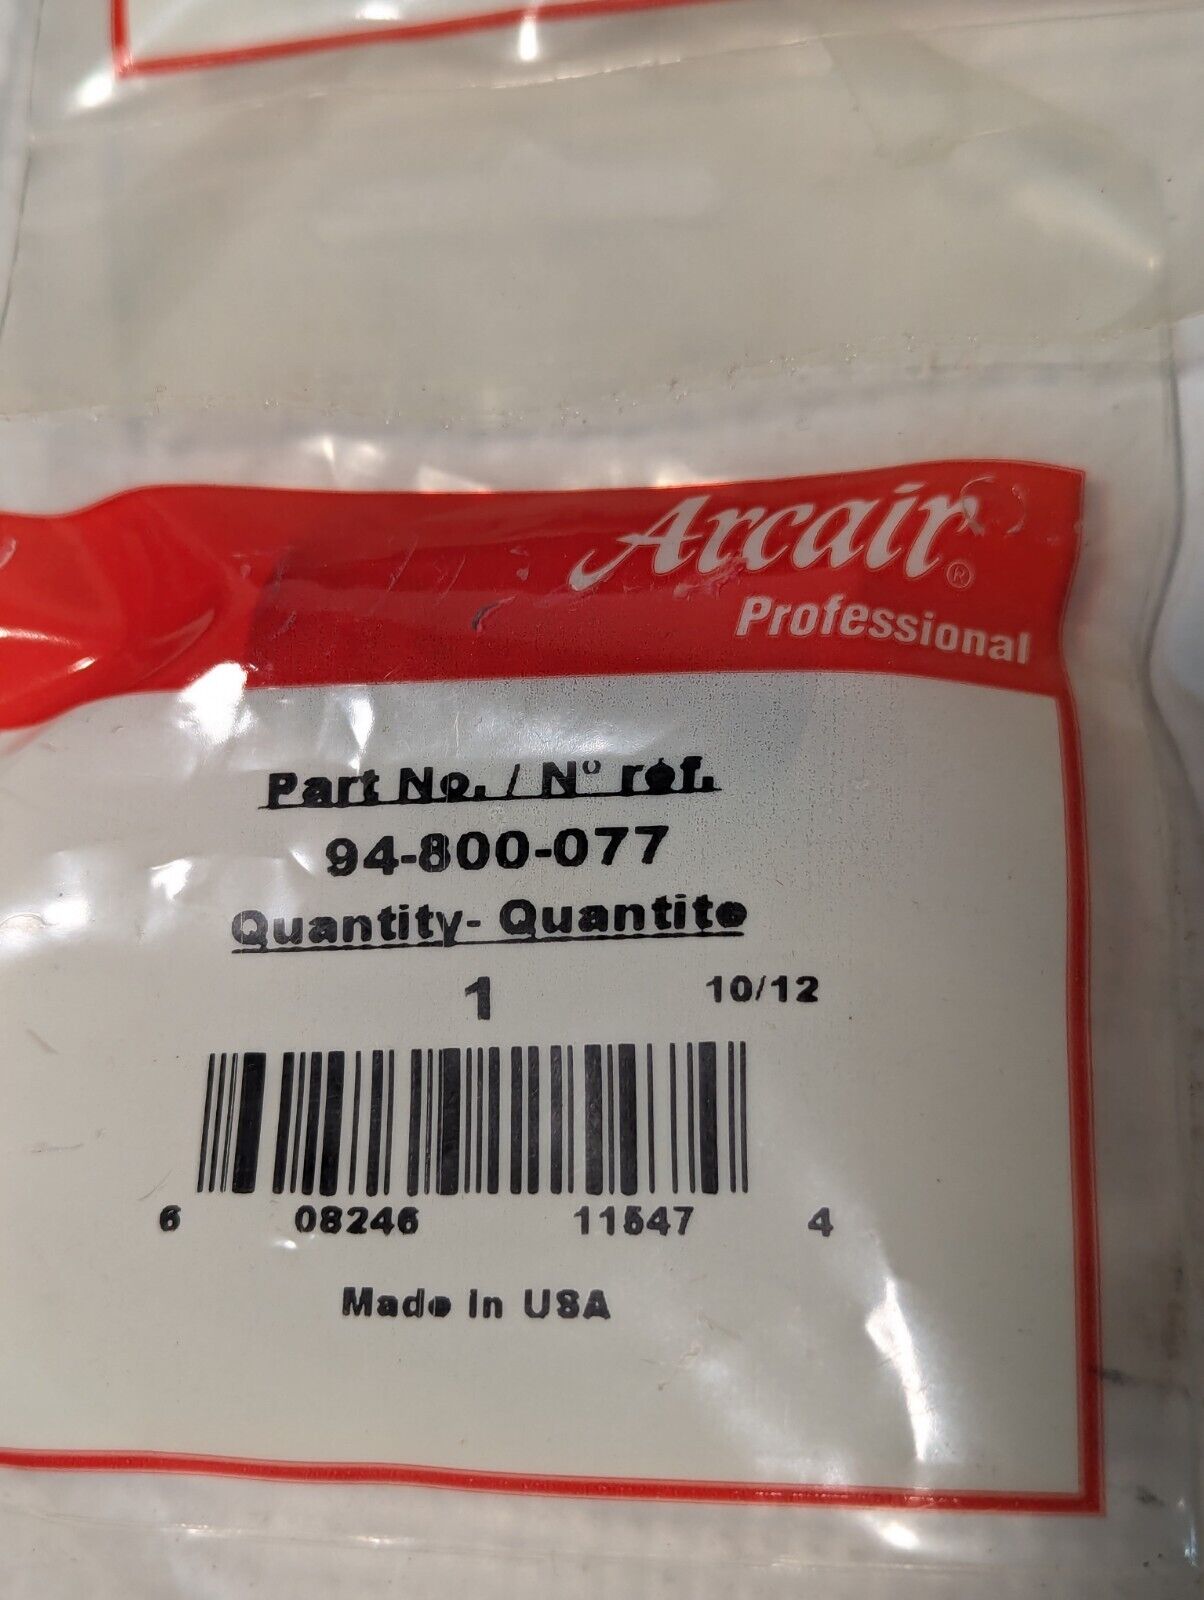 Arcair®
Professional
Part No. / Nº réf.
94-800-077
Quantity- Quantite
1
10/12
6 08246 11547 4
Made in USA